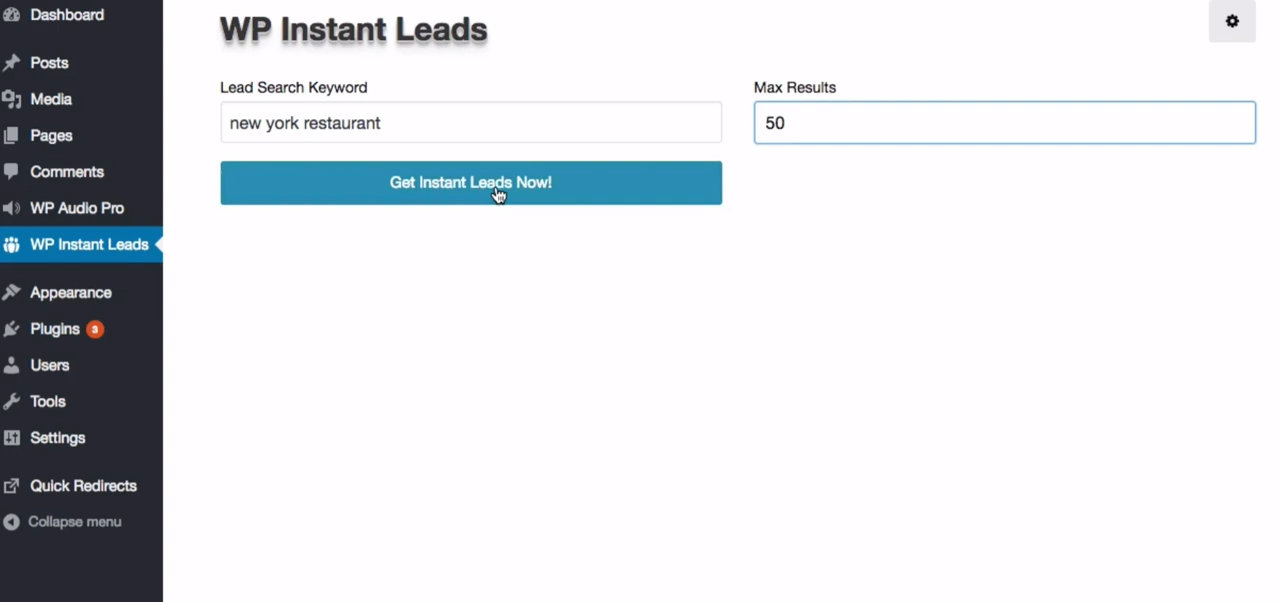 Dashboard
Posts
Media
Pages
Comments
WP Audio Pro
WP Instant Leads
Appearance
Plugins 3
Users
Tools
Settings
Quick Redirects
Collapse menu
WP Instant Leads
Lead Search Keyword
new york restaurant
Max Results
50
Get Instant Leads Now!